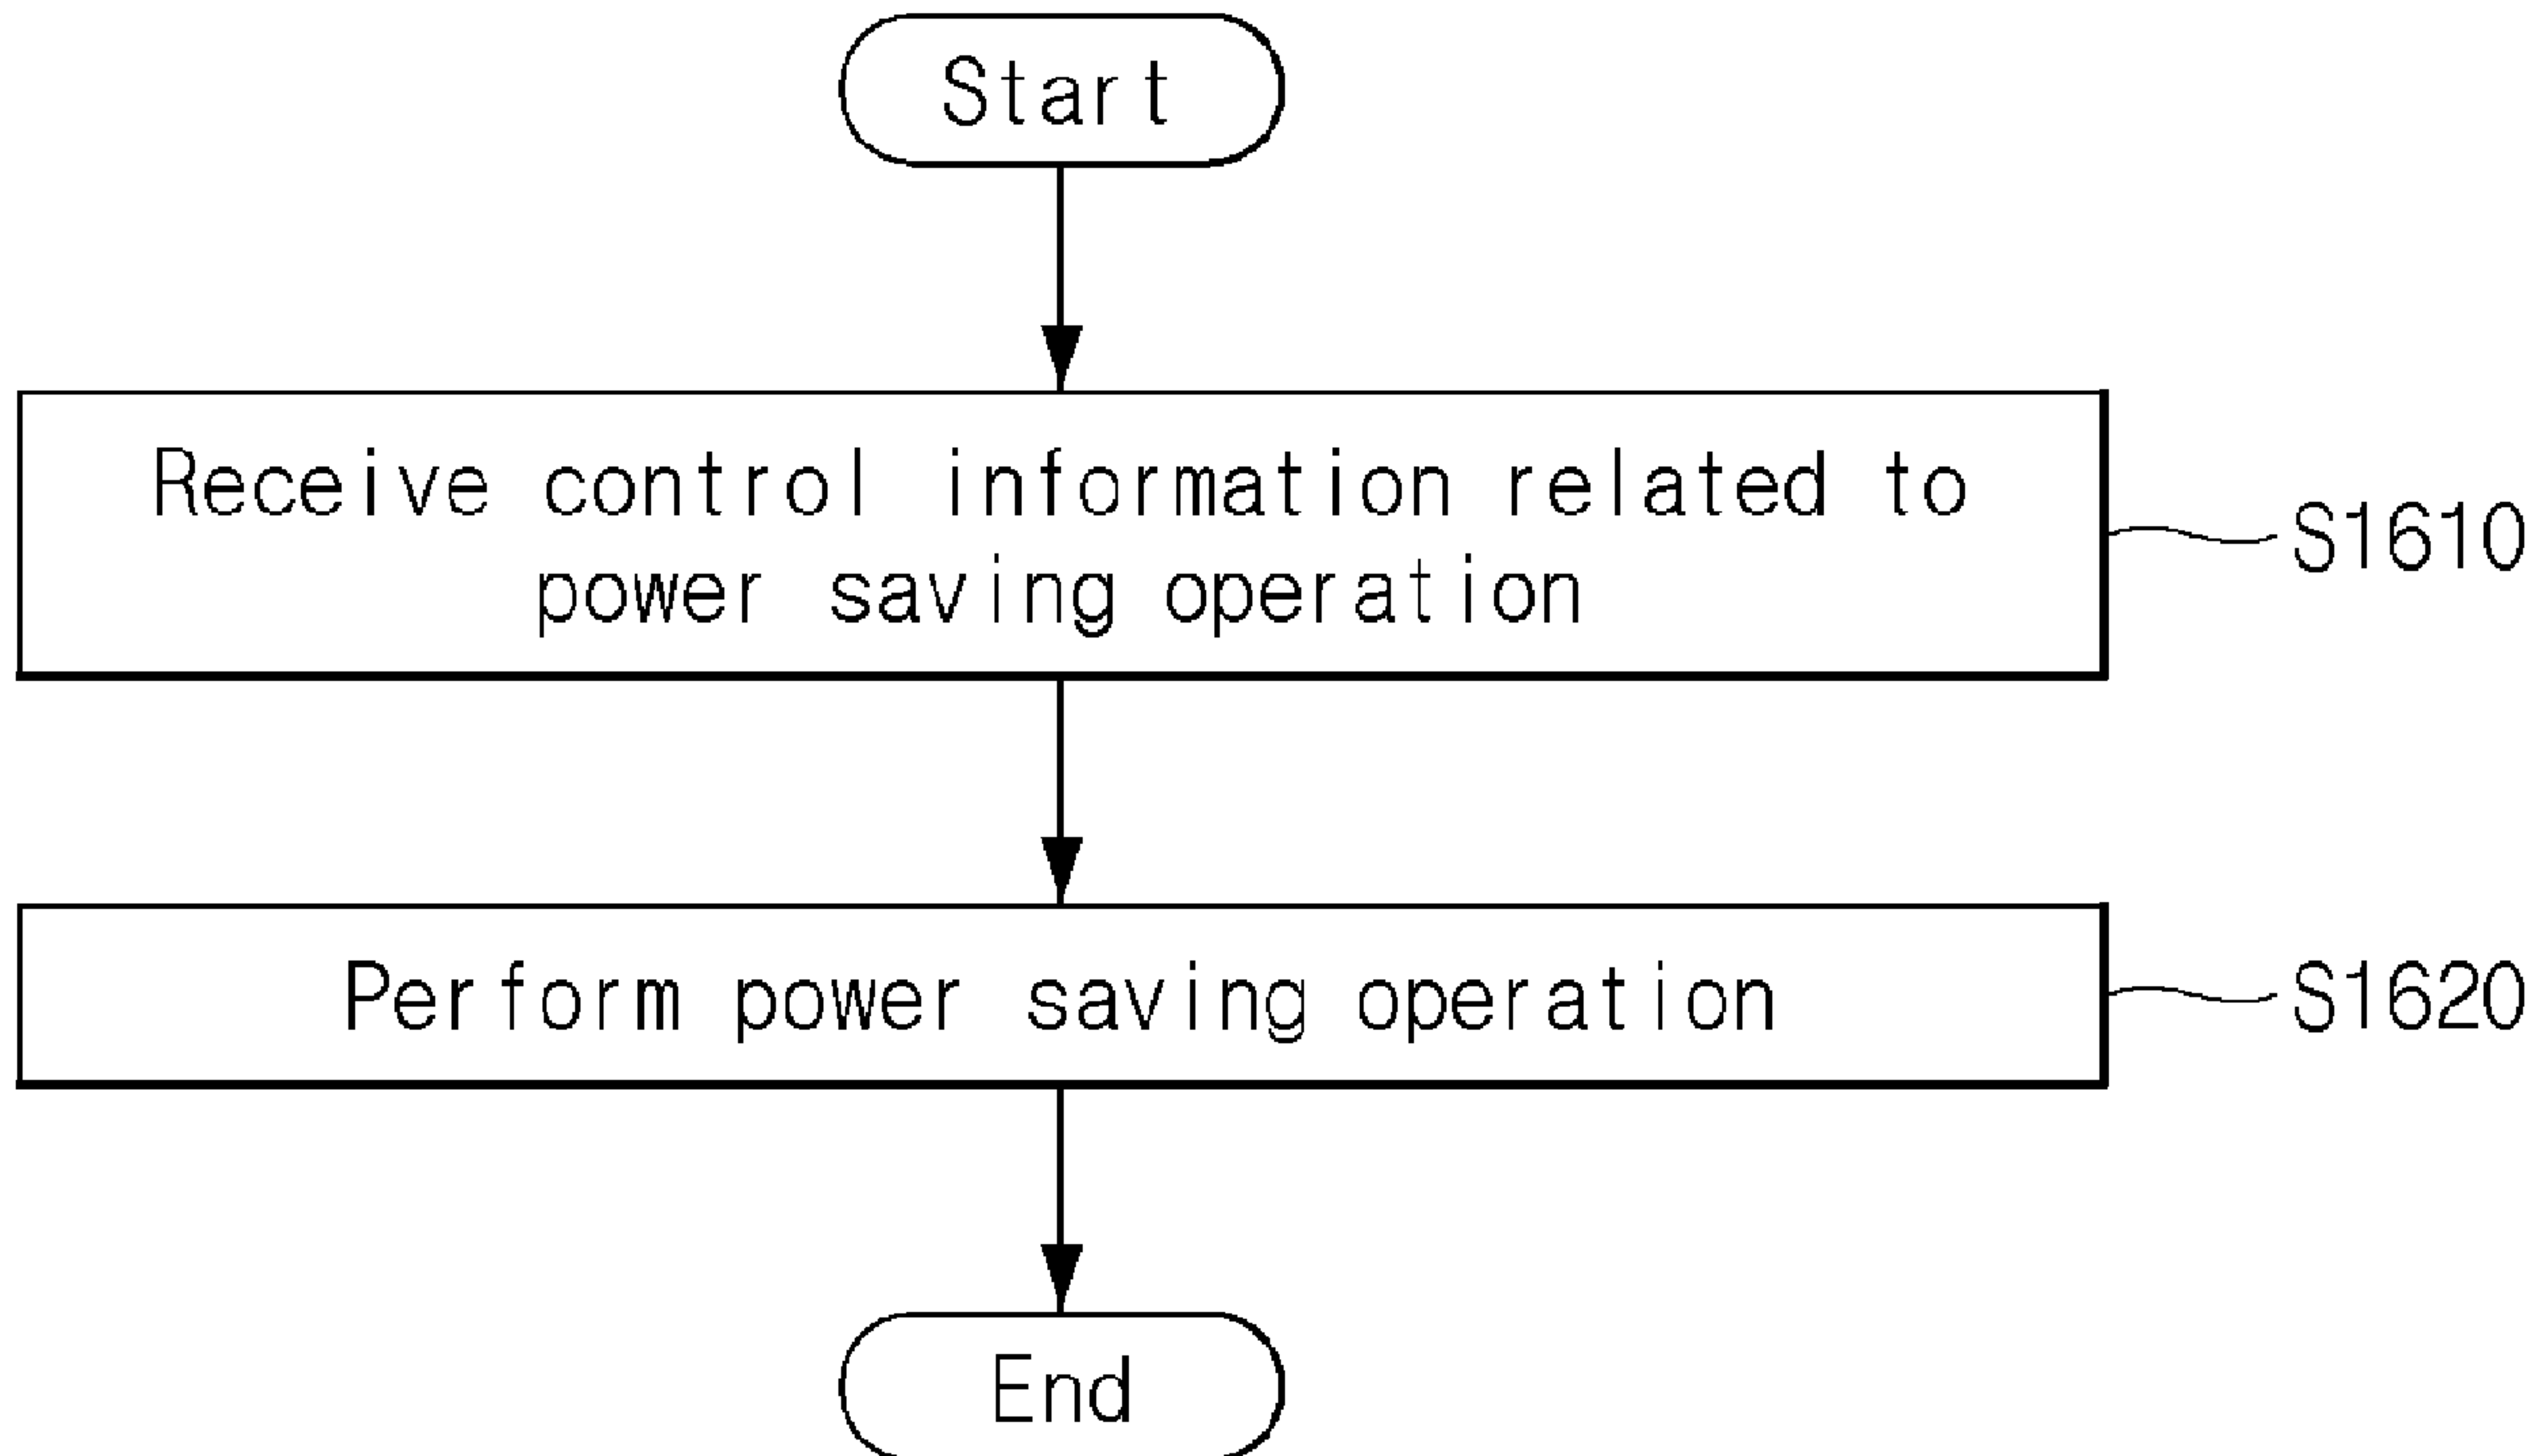 Start
Receive control information related to
power saving operation
S1610
Perform power saving operation
S1620
End